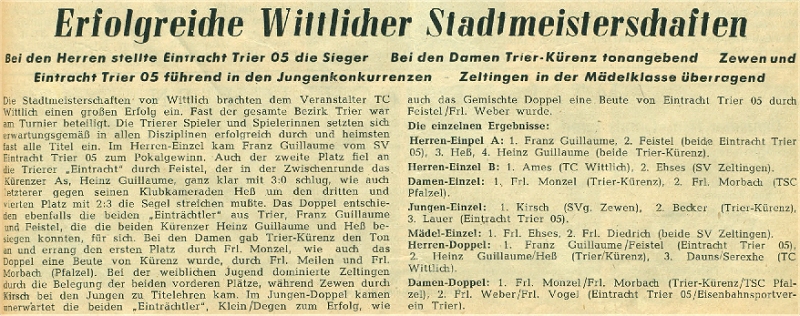 Erfolgreiche Wittlicher Stadtmeisterschaften
Bei den Herren stellte Eintracht Trier 05 die Sieger Bei den Damen Trier-Kürenz tonangebend Zewen und
Eintracht Trier 05 führend in den Jungenkonkurrenzen Zeltingen in der Mädelklasse überragend
Die Stadtmeisterschaften von Wittlich brachten dem Veranstalter TC
Wittlich einen großen Erfolg ein. Fast der gesamte Bezirk Trier war
am Turnier beteiligt. Die Trierer Spieler und Spielerinnen setzten sich
erwartungsgemäß in allen Disziplinen erfolgreich durch und heimsten
fast alle Titel ein. Im Herren-Einzel kam Franz Guillaume vom SV
Eintracht Trier 05 zum Pokalgewinn. Auch der zweite Platz fiel an
die Trierer „Eintracht" durch Feistel, der in der Zwischenrunde das
Kürenzer As, Heinz Guillaume, ganz klar mit 3:0 schlug, wie auch
letzterer gegen seinen Klubkameraden Heß um den dritten und
vierten Platz mit 2:3 die Segel streichen mußte. Das Doppel entschie-
den ebenfalls die beiden „Einträchtler" aus Trier, Franz Guillaume
und Feistel, die die beiden Kürenzer Heinz Guillaume und Heß be-
siegen konnten, für sich. Bei den Damen gab Trier-Kürenz den Ton
an und errang den ersten Platz durch Frl. Monzel, wie auch das
Doppel eine Beute von Kürenz wurde, durch Frl. Meilen und Frl.
Morbach (Pfalzel). Bei der weiblichen Jugend dominierte Zeltingen
durch die Belegung der beiden vorderen Plätze, während Zewen durch
Kirsch bei den Jungen zu Titelehren kam. Im Jungen-Doppel kamen
unerwartet die beiden „Einträchtler", Klein/Degen zum Erfolg, wie
auch das Gemischte Doppel eine Beute von Eintracht Trier 05 durch
Feistel/Frl. Weber wurde.
Die einzelnen Ergebnisse:
Herren-Einpel A: 1. Franz Guillaume, 2. Feistel (beide Eintracht Trier
05), 3. Heß, 4. Heinz Guillaume (beide Trier-Kürenz).
Herren-Einzel B: 1. Ames (TC Wittlich), 2. Ehses (SV Zeltingen).
Damen-Einzel: 1. Frl. Monzel (Trier-Kürenz), 2. Frl. Morbach (TSC
Pfalzel).
Jungen-Einzel: 1. Kirsch (SVg. Zewen), 2. Becker (Trier-Kürenz),
3. Lauer (Eintracht Trier 05).
Mädel-Einzel: 1. Frl. Ehses, 2. Frl. Diedrich (beide SV Zeltingen).
Herren-Doppel: 1. Franz Guillaume/Feistel (Eintracht Trier 05),
2. Heinz Guillaume/Heß (Trier/Kürenz), 3. Dauns/Serexhe (TC
Wittlich).
Damen-Doppel: 1. Frl. Monzel/Frl. Morbach (Trier-Kürenz/TSC Pfal-
zel), 2. Frl. Weber/Frl. Vogel (Eintracht Trier 05/Eisenbahnsportver-
ein Trier).